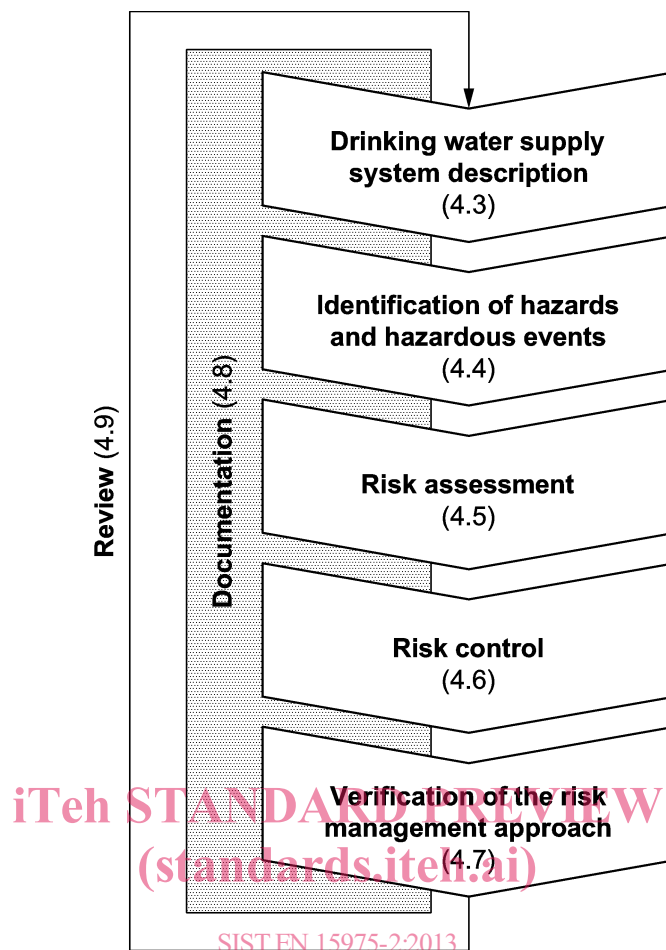 Drinking water supply
system description
(4.3)
Identification of hazards
and hazardous events
(4.4)
Risk assessment
(4.5)
Risk control
(4.6)
Verification of the risk
management approach
(4.7)
Documentation (4.8)
Review (4.9)
iTeh STANDARD PREVIEW
(standards.iteh.ai)
SIST EN 15975-2:2013